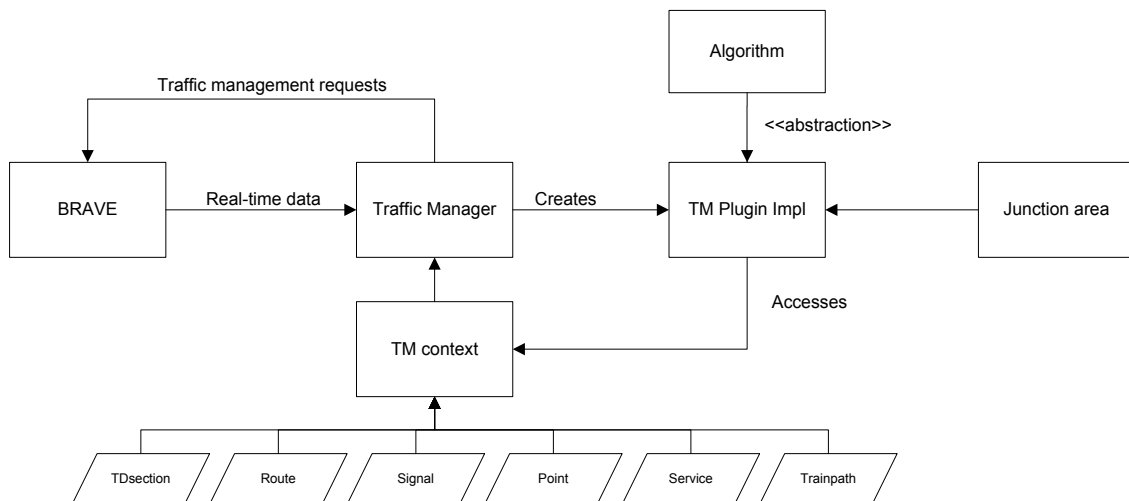 Algorithm
Traffic management requests
<<abstraction>>
BRAVE
Real-time data
Traffic Manager
Creates
TM Plugin Impl
Junction area
Accesses
TM context
TDsection
Route
Signal
Point
Service
Trainpath